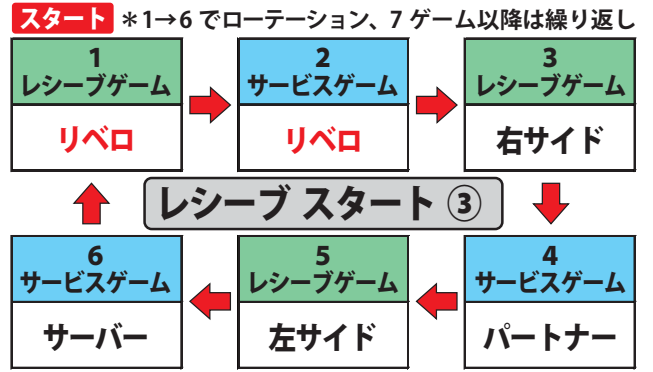 スタート ＊1→6 でローテーション、7 ゲーム以降は繰り返し
1
レシーブゲーム
リベロ
2
サービスゲーム
リベロ
3
レシーブゲーム
右サイド
レシーブ スタート ③
6
サービスゲーム
サーバー
5
レシーブゲーム
左サイド
4
サービスゲーム
パートナー